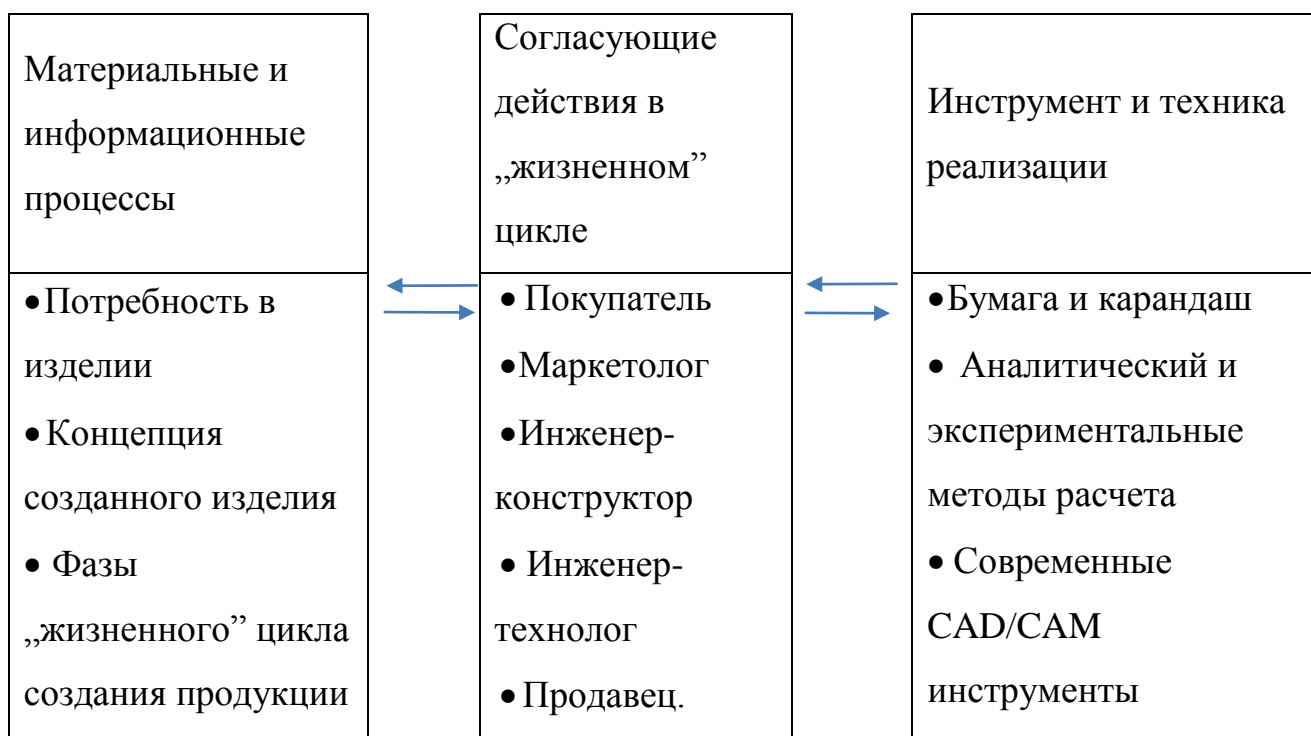 Материальные и
информационные
процессы
Согласующие
действия в
„жизненном”
цикле
Инструмент и техника
реализации
•Потребность в
изделии
•Концепция
созданного изделия
• Фазы
„жизненного” цикла
создания продукции
• Покупатель
•Маркетолог
•Инженер-
конструктор
• Инженер-
технолог
• Продавец.
•Бумага и карандаш
• Аналитический и
экспериментальные
методы расчета
• Современные
CAD/CAM
инструменты